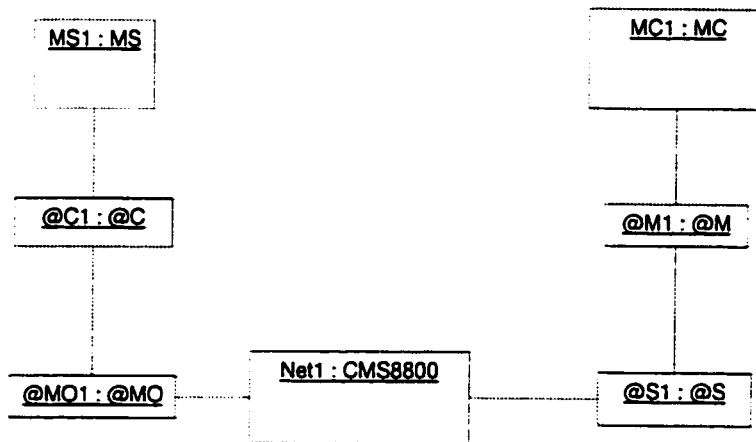 MS1 : MS
MC1 : MC
@C1 : @C
@M1 : @M
@MO1 : @MO
Net1 : CMS8800
@S1 : @S